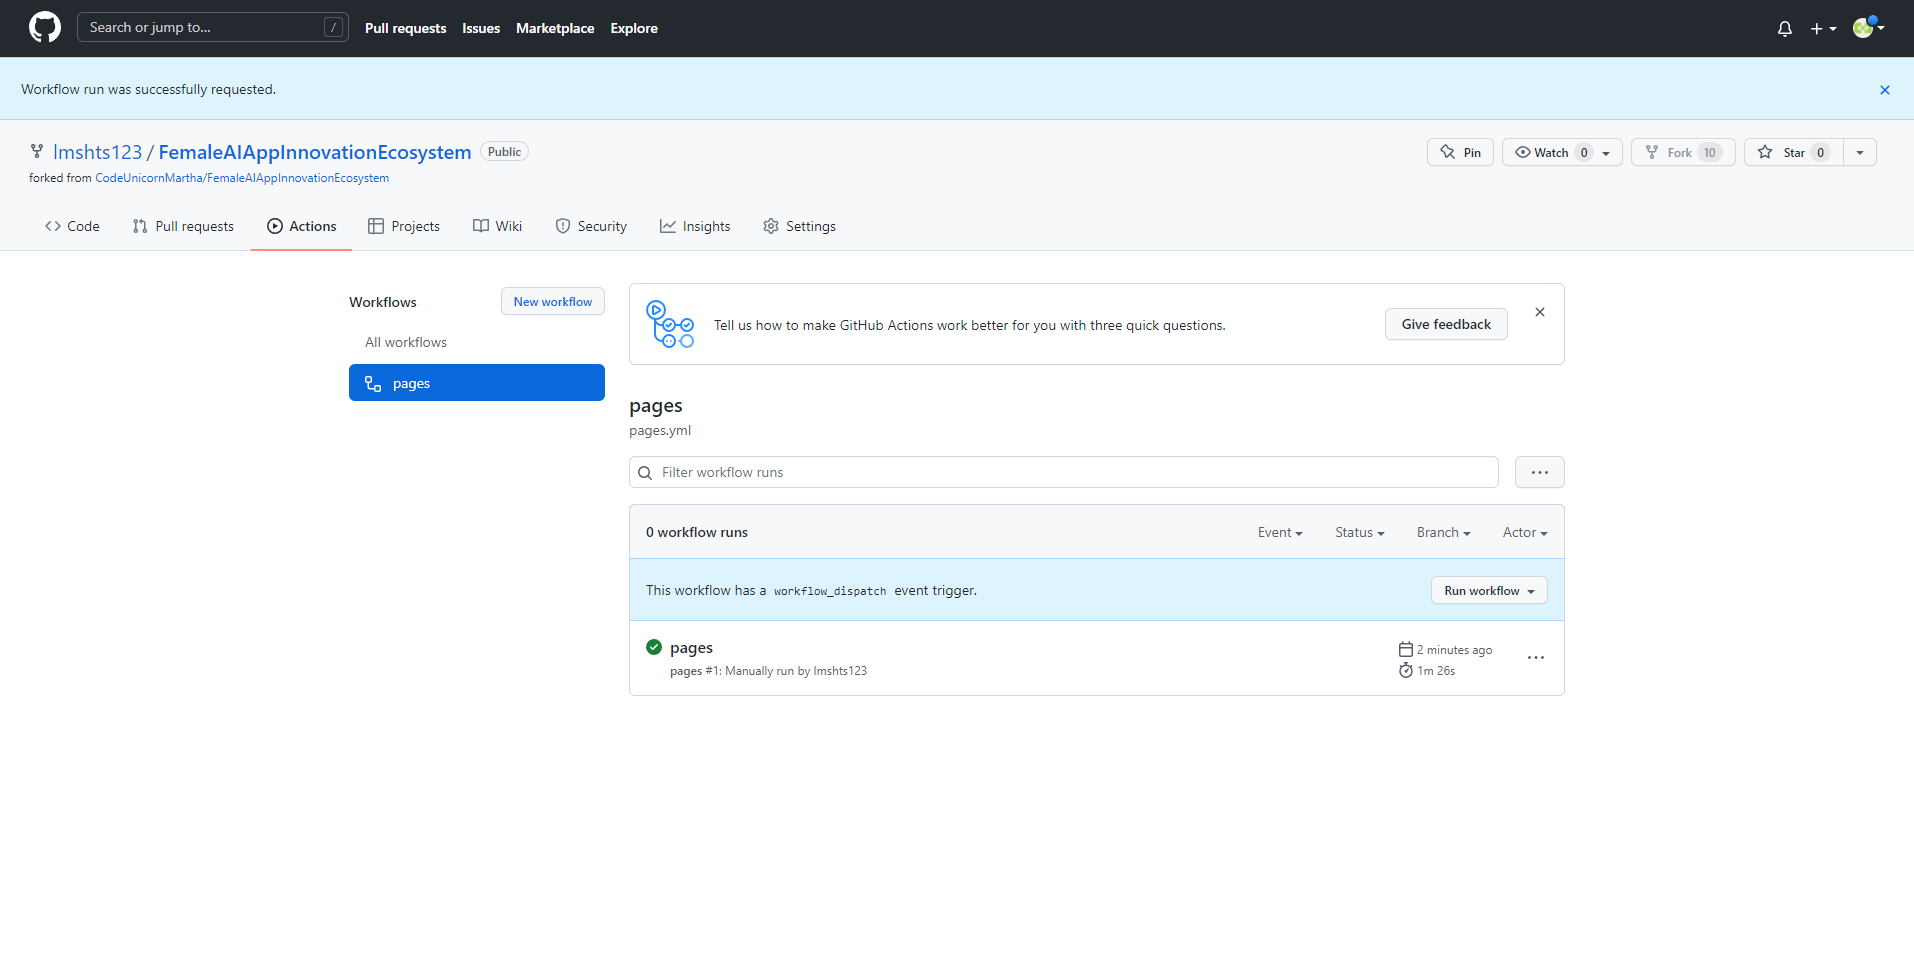 Search or jump to...
/
Pull requests
Issues
Marketplace
Explore
Workflow run was successfully requested.
lmshts123 / FemaleAIAppInnovationEcosystem
Public
Pin
Watch 0
Fork 10
Star 0
forked from CodeUnicornMartha/FemaleAIAppInnovationEcosystem
Code
Pull requests
Actions
Projects
Wiki
Security
Insights
Settings
Workflows
New workflow
All workflows
pages
Tell us how to make GitHub Actions work better for you with three quick questions.
Give feedback
pages
pages.yml
Filter workflow runs
0 workflow runs
Event
Status
Branch
Actor
This workflow has a workflow_dispatch event trigger.
Run workflow
pages
pages #1: Manually run by lmshts123
2 minutes ago
1m 26s